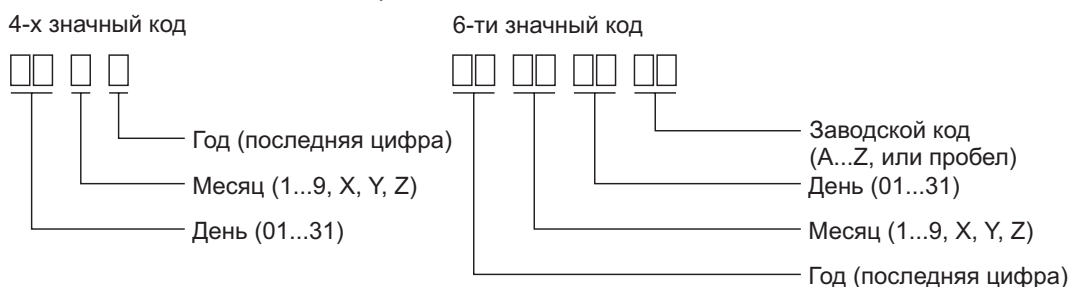 4-х значный код
6-ти значный код
Год (последняя цифра)
Месяц (1...9, X, Y, Z)
День (01...31)
Заводской код
(A...Z, или пробел)
День (01...31)
Месяц (1...9, X, Y, Z)
Год (последняя цифра)